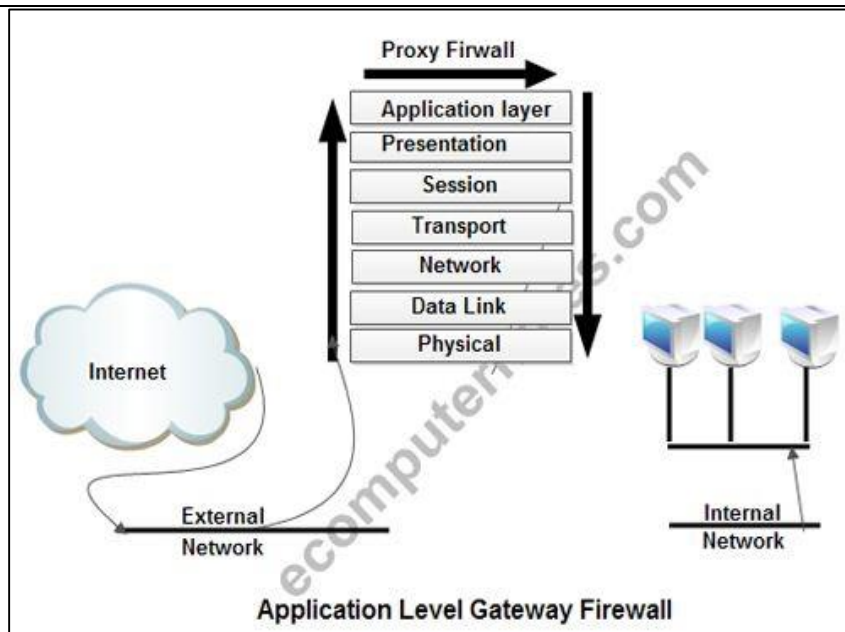 Proxy Firwall
Application layer
Presentation
Session
Transport
Network
Data Link
Physical
Internet
External
Network
Internal
Network
Application Level Gateway Firewall